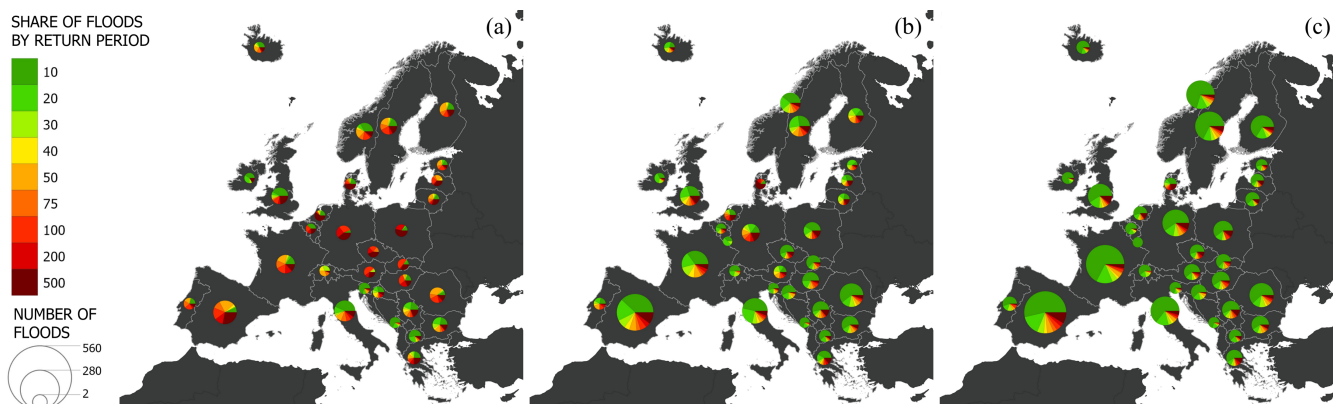 SHARE OF FLOODS
BY RETURN PERIOD
10
20
30
40
50
75
100
200
500
NUMBER OF
FLOODS
560
280
2
(a)
(b)
(c)